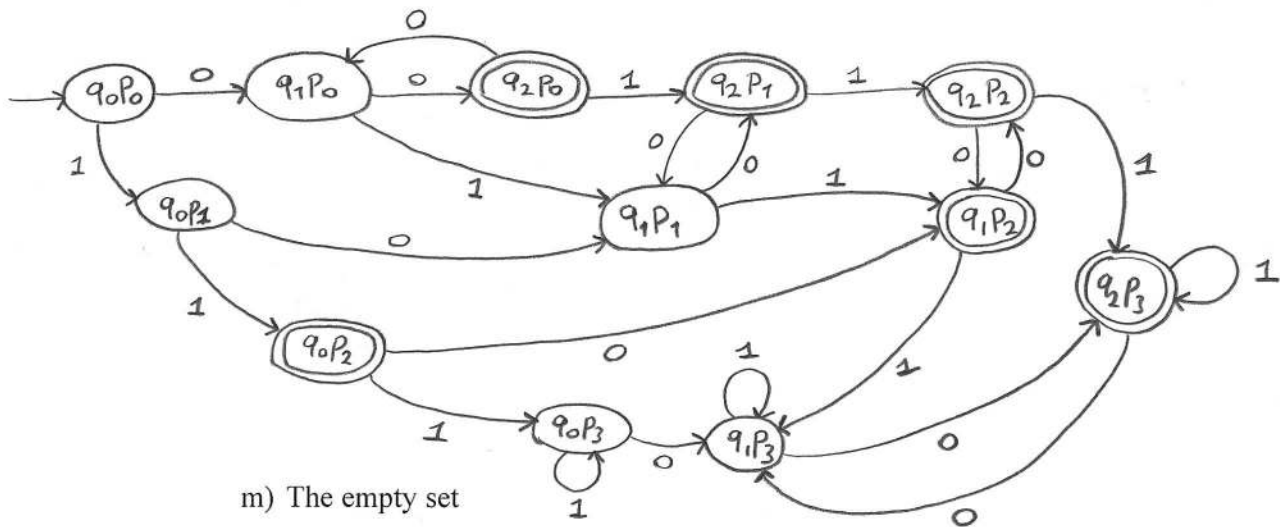 0
q₀p₀ 0 q₁p₀ 0 q₂p₀ 1 q₂p₁ 1 q₂p₂
1 1 0 0 0 0 1
q₀p1 0 q₁p₁ 1 q₁p₂
1 q₂p₃ 1
q₀p₂ 0 1 1
1 q₀p₃ 0 q₁p₃ 0
1 0
m) The empty set